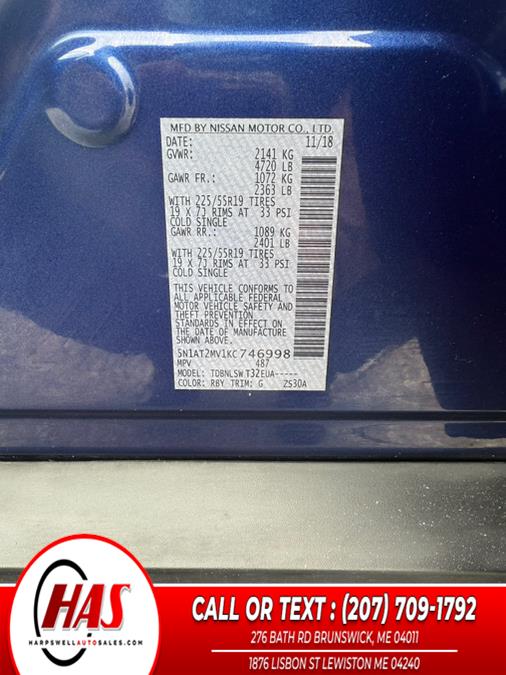 MFD BY NISSAN MOTOR CO., LTD.
DATE: 11/18
GVWR: 2141 KG
4720 LB
GAWR FR.: 1072 KG
2363 LB
WITH 225/55R19 TIRES
19 X 7J RIMS AT 33 PSI
COLD SINGLE
GAWR RR.: 1089 KG
2401 LB
WITH 225/55R19 TIRES
19 X 7J RIMS AT 33 PSI
COLD SINGLE
THIS VEHICLE CONFORMS TO
ALL APPLICABLE FEDERAL
MOTOR VEHICLE SAFETY AND
THEFT PREVENTION
STANDARDS IN EFFECT ON
THE DATE OF MANUFACTURE
SHOWN ABOVE.
5N1AT2MV1KC746998
MPV 487
MODEL: TDBNLSW T32EUA-----
COLOR: RBY TRIM: G ZS30A
HAS
HARPSWELLAUTOSALES.COM
CALL OR TEXT : (207) 709-1792
276 BATH RD BRUNSWICK, ME 04011
1876 LISBON ST LEWISTON ME 04240